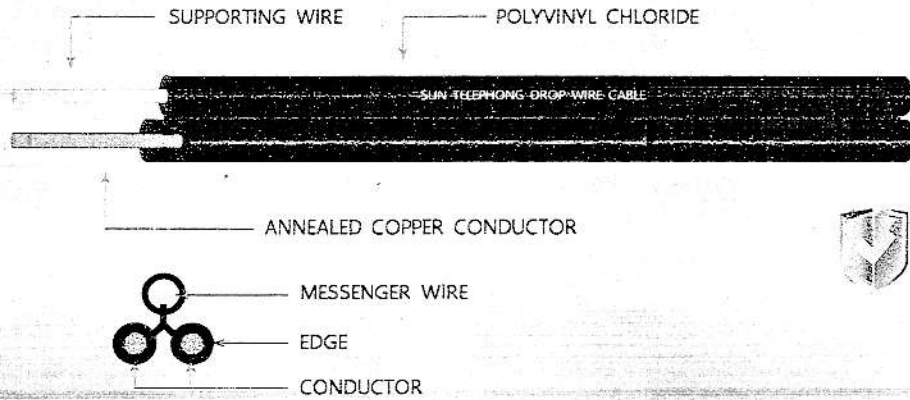 SUPPORTING WIRE
POLYVINYL CHLORIDE
SUN TELEPHONG DROP WIRE CABLE
ANNEALED COPPER CONDUCTOR
MESSENGER WIRE
EDGE
CONDUCTOR